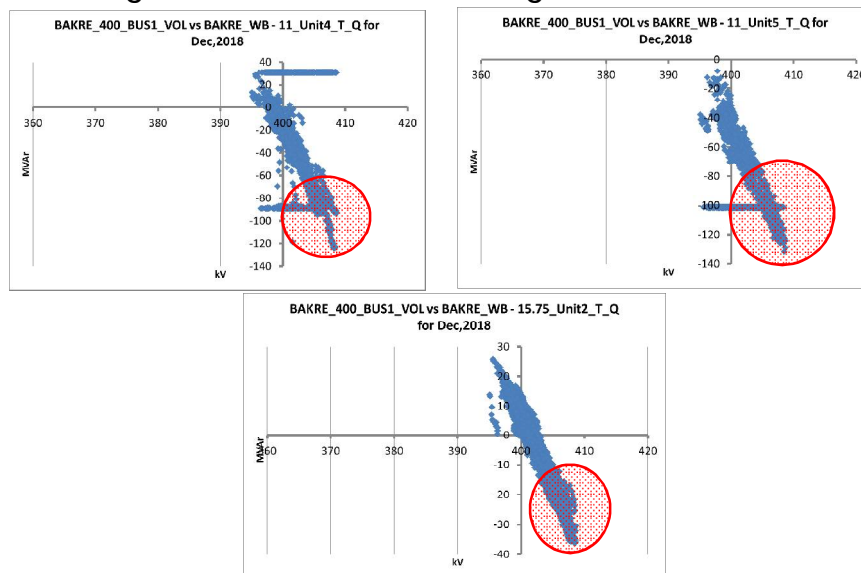 BAKRE_400_BUS1_VOL vs BAKRE_WB - 11_Unit4_T_Q for
Dec,2018
40
20
0
360 370 380 390 400 410 420
-20
-40
-60
-80
-100
-120
-140
MVAr
kV
BAKRE_400_BUS1_VOL vs BAKRE_WB - 11_Unit5_T_Q for
Dec,2018
360 370 380 390 400 410 420
0
-20
-40
-60
-80
-100
-120
-140
MVAr
kV
BAKRE_400_BUS1_VOL vs BAKRE_WB - 15.75_Unit2_T_Q
for Dec,2018
30
20
10
0
360 370 380 390 400 410 420
-10
-20
-30
-40
MVAr
kV